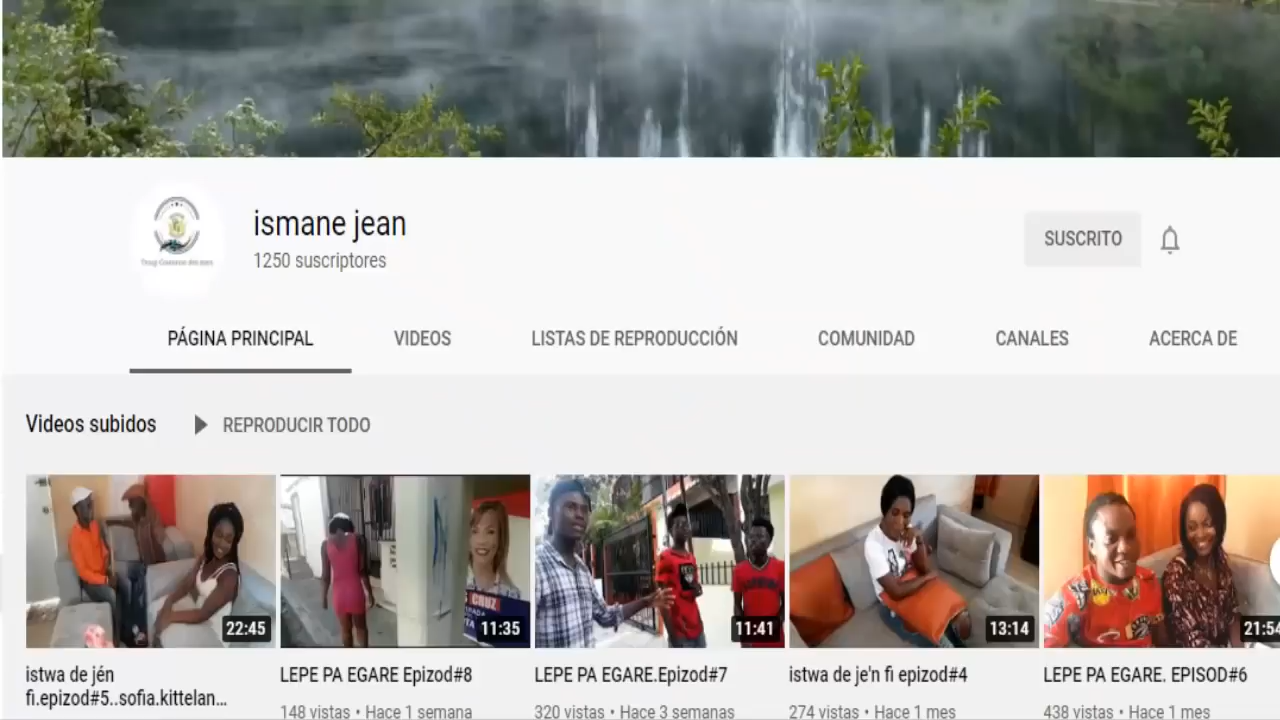 ismane jean
1250 suscriptores
SUSCRITO
PÁGINA PRINCIPAL
VIDEOS
LISTAS DE REPRODUCCIÓN
COMUNIDAD
CANALES
ACERCA DE
Videos subidos
REPRODUCIR TODO
22:45
11:35
11:41
13:14
21:54
CRUZ
istwa de jén
fi.epizod#5..sofia.kittelan...
LEPE PA EGARE Epizod#8
148 vistas • Hace 1 semana
LEPE PA EGARE.Epizod#7
320 vistas • Hace 3 semanas
istwa de je'n fi epizod#4
274 vistas • Hace 1 mes
LEPE PA EGARE. EPISOD#6
438 vistas • Hace 1 mes